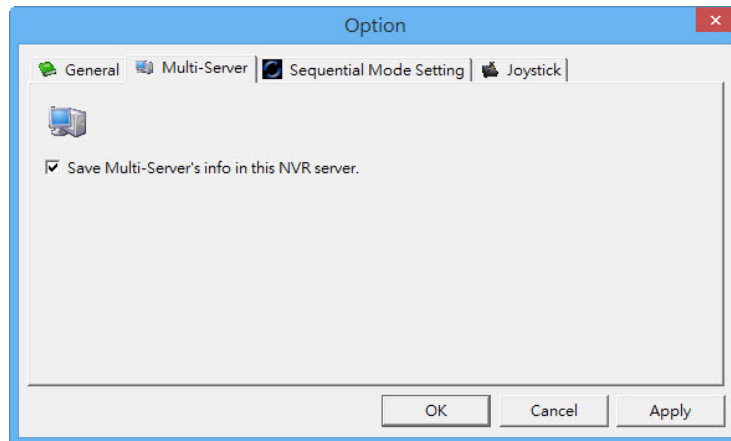 Option
General Multi-Server Sequential Mode Setting Joystick
Save Multi-Server's info in this NVR server.
OK Cancel Apply